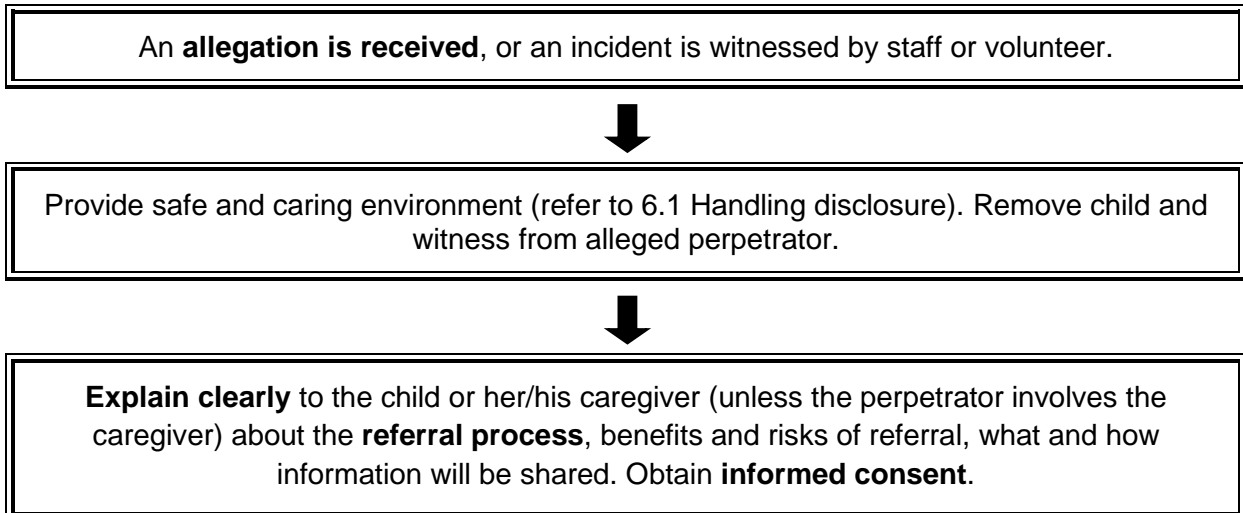 An allegation is received, or an incident is witnessed by staff or volunteer.
Provide safe and caring environment (refer to 6.1 Handling disclosure). Remove child and
witness from alleged perpetrator.
Explain clearly to the child or her/his caregiver (unless the perpetrator involves the
caregiver) about the referral process, benefits and risks of referral, what and how
information will be shared. Obtain informed consent.